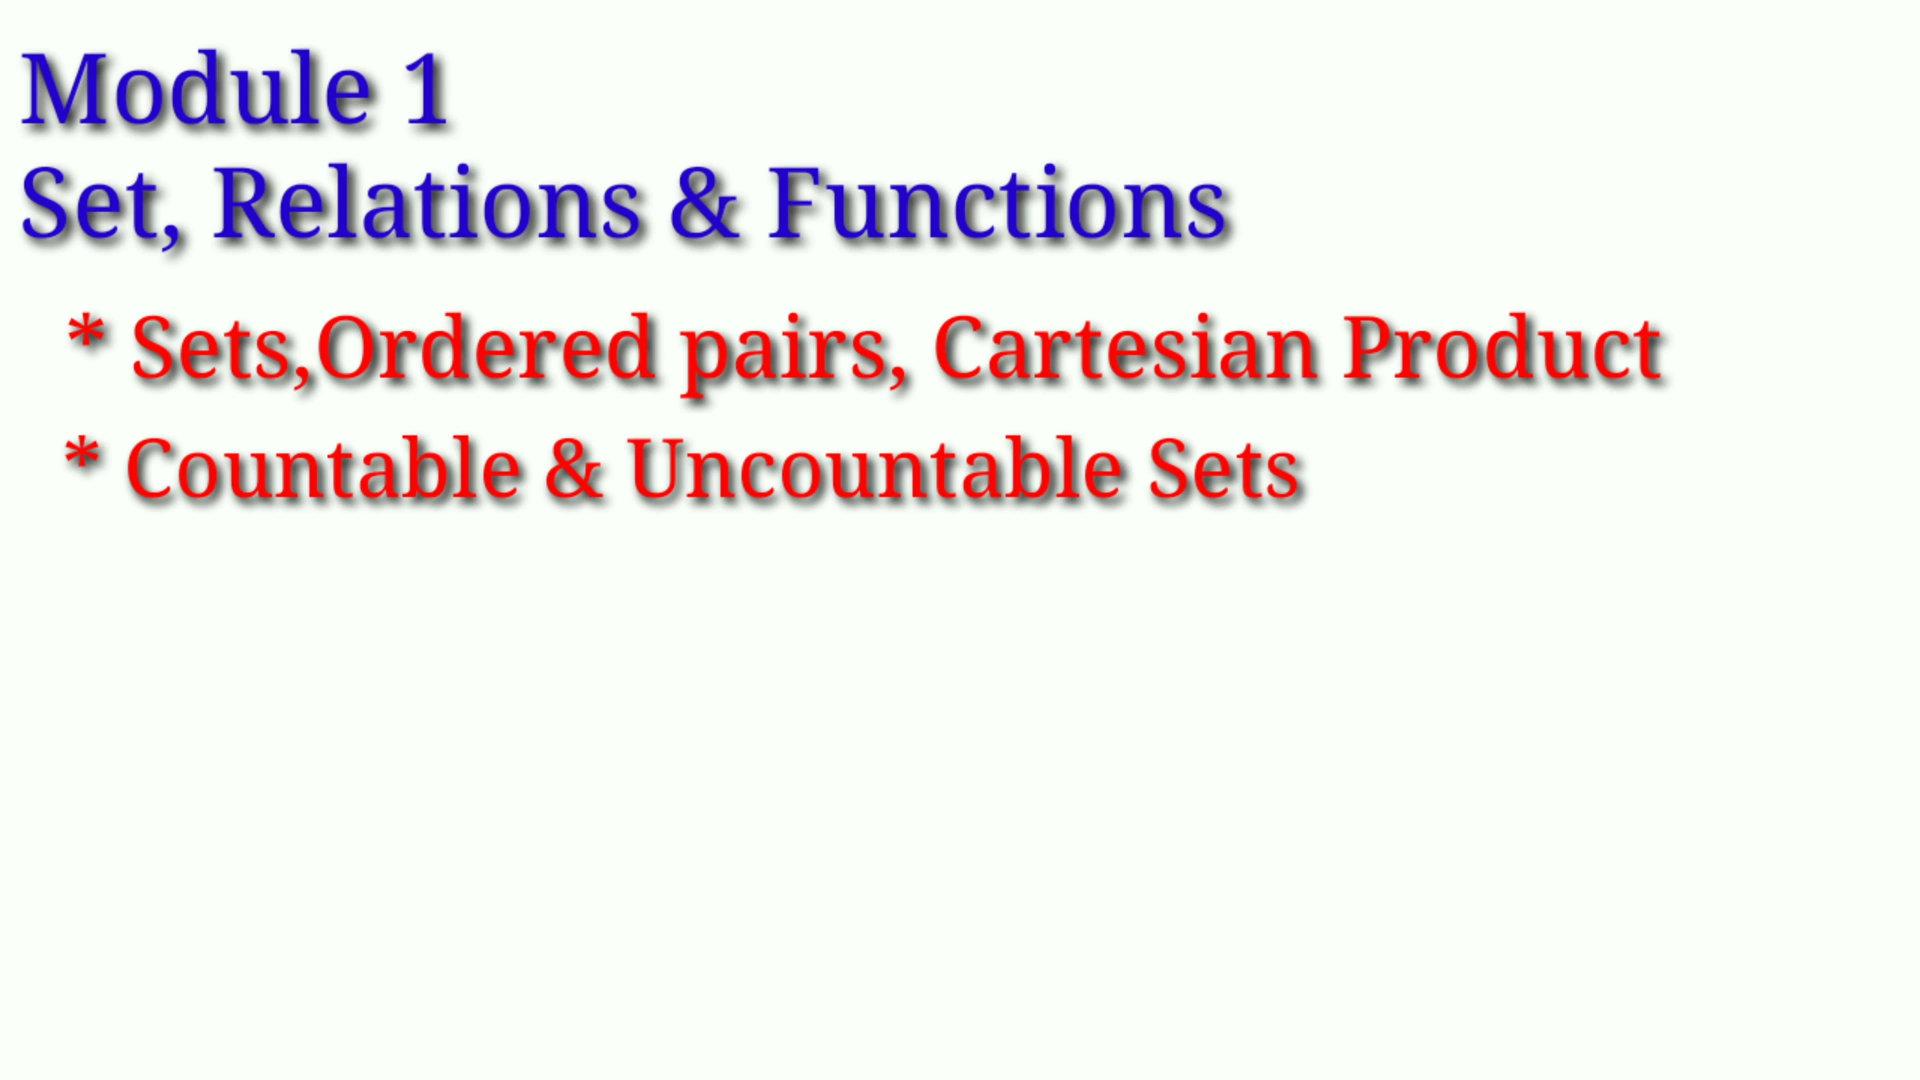 Module 1
Set, Relations & Functions
* Sets,Ordered pairs, Cartesian Product
* Countable & Uncountable Sets